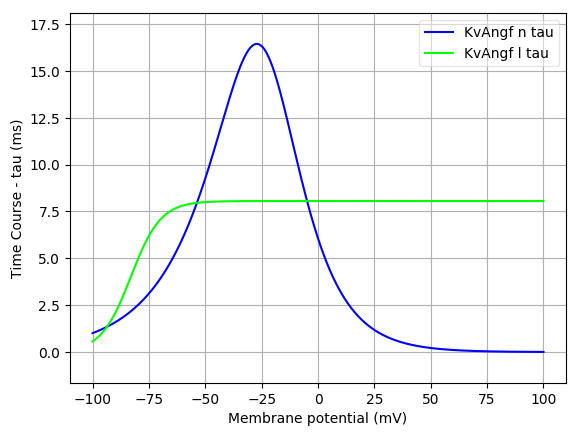 17.5
15.0
12.5
10.0
7.5
5.0
2.5
0.0
Time Course - tau (ms)
KvAngf n tau
KvAngf l tau
−100 −75 −50 −25 0 25 50 75 100
Membrane potential (mV)